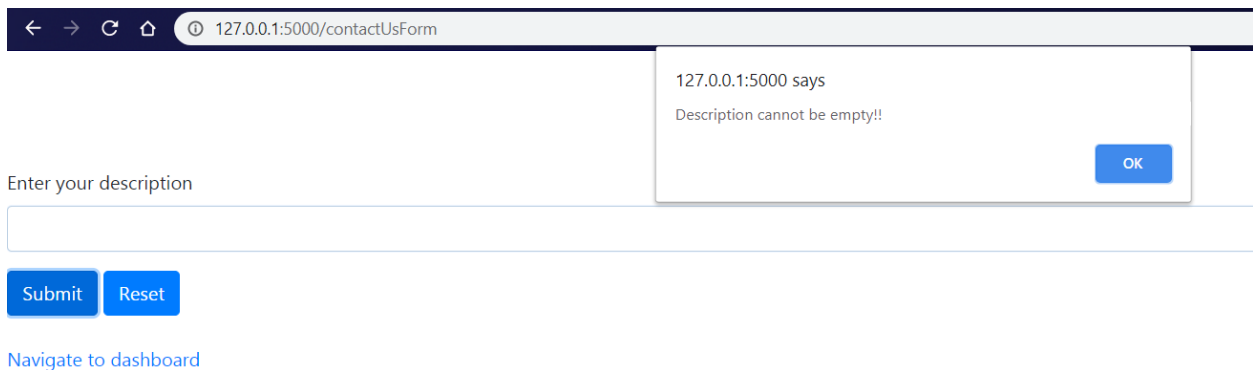 127.0.0.1:5000/contactUsForm
127.0.0.1:5000 says
Description cannot be empty!!
OK
Enter your description
Submit Reset
Navigate to dashboard